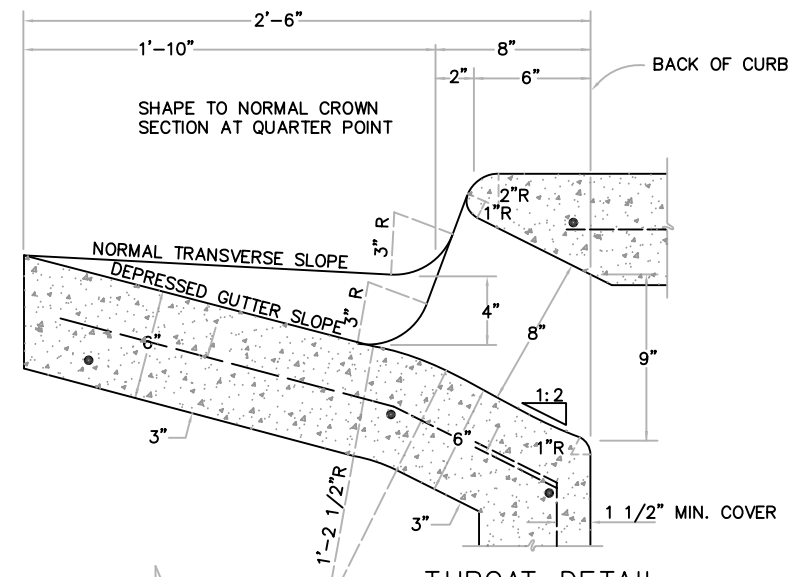 2'-6"
1'-10"
8"
2"
6"
BACK OF CURB
SHAPE TO NORMAL CROWN
SECTION AT QUARTER POINT
2"R
1"R
3" R
NORMAL TRANSVERSE SLOPE
DEPRESSED GUTTER SLOPE
3" R
4"
8"
6"
9"
1:2
3"
6"
1"R
1'-2 1/2"R
3"
1 1/2" MIN. COVER
THROAT DETAIL